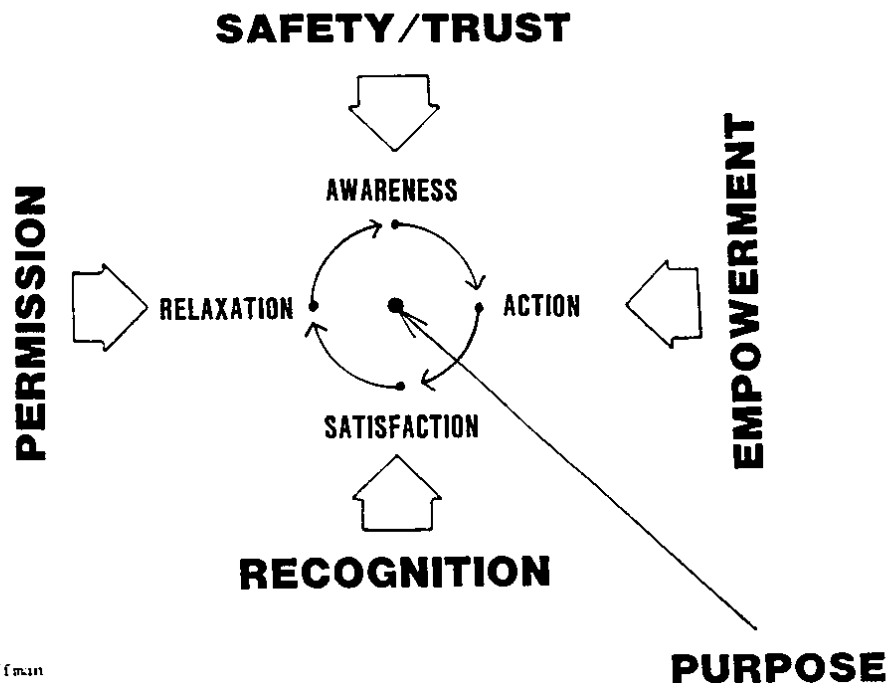 SAFETY/TRUST
AWARENESS
PERMISSION
RELAXATION
ACTION
EMPOWERMENT
SATISFACTION
RECOGNITION
PURPOSE